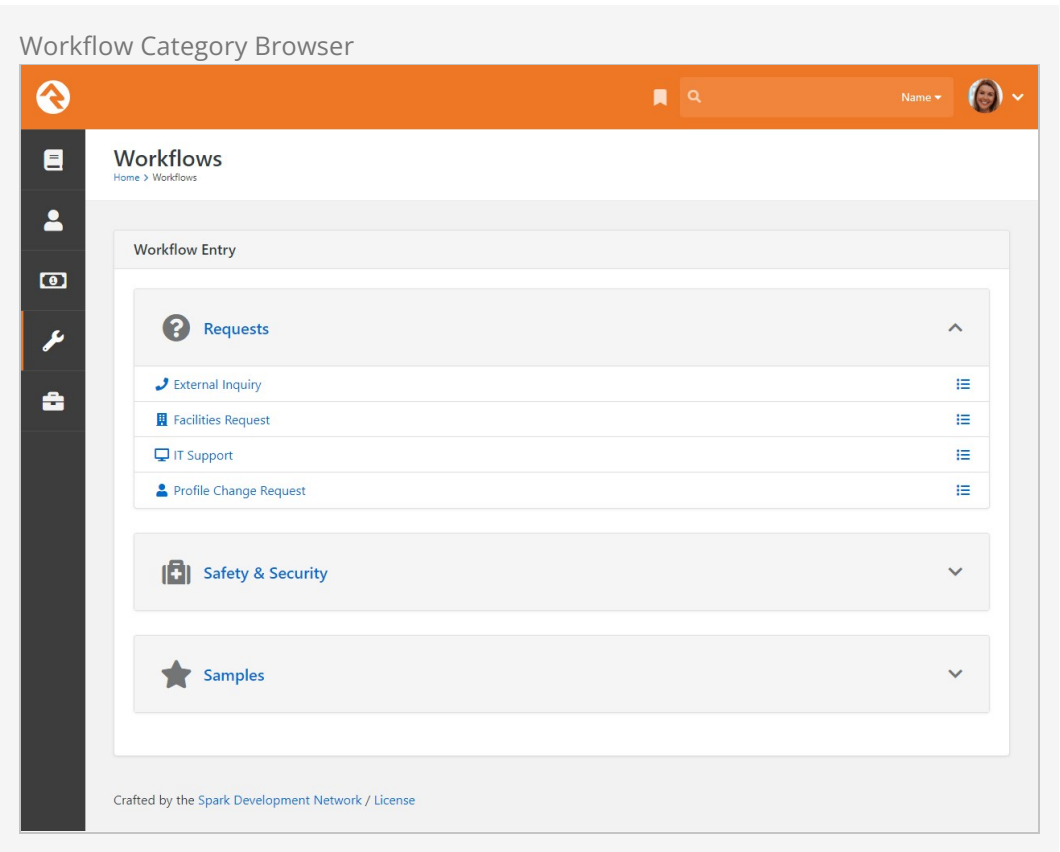 Workflow Category Browser
Name
Workflows
Home > Workflows
Workflow Entry
Requests
External Inquiry
Facilities Request
IT Support
Profile Change Request
Safety & Security
Samples
Crafted by the Spark Development Network / License